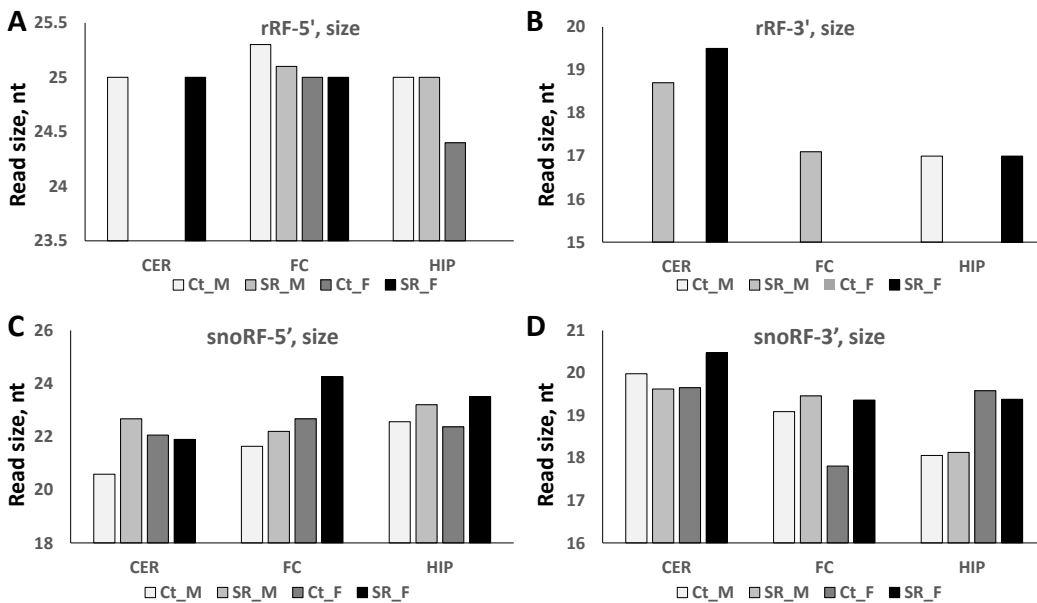 A
rRF-5', size
Read size, nt
25.5
25
24.5
24
23.5
CER FC HIP
Ct_M SR_M Ct_F SR_F
B
rRF-3', size
Read size, nt
20
19
18
17
16
15
CER FC HIP
Ct_M SR_M Ct_F SR_F
C
snoRF-5’, size
Read size, nt
26
24
22
20
18
CER FC HIP
Ct_M SR_M Ct_F SR_F
D
snoRF-3’, size
Read size, nt
21
20
19
18
17
16
CER FC HIP
Ct_M SR_M Ct_F SR_F